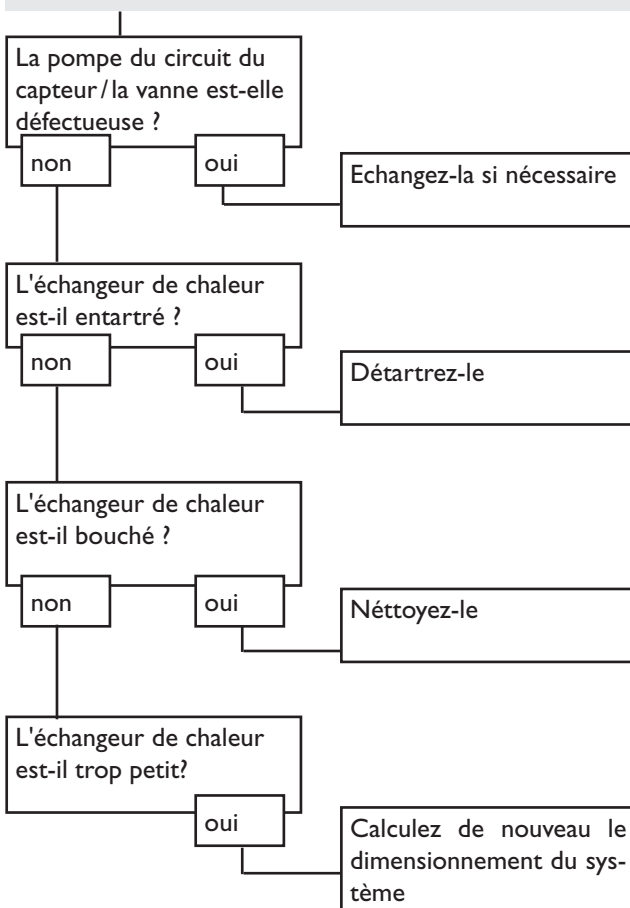 La pompe du circuit du
capteur/la vanne est-elle
défectueuse ?
non
oui
Echangez-la si nécessaire
L'échangeur de chaleur
est-il entartré ?
non
oui
Détartrez-le
L'échangeur de chaleur
est-il bouché ?
non
oui
Néttoyez-le
L'échangeur de chaleur
est-il trop petit?
oui
Calculez de nouveau le
dimensionnement du sys-
tème